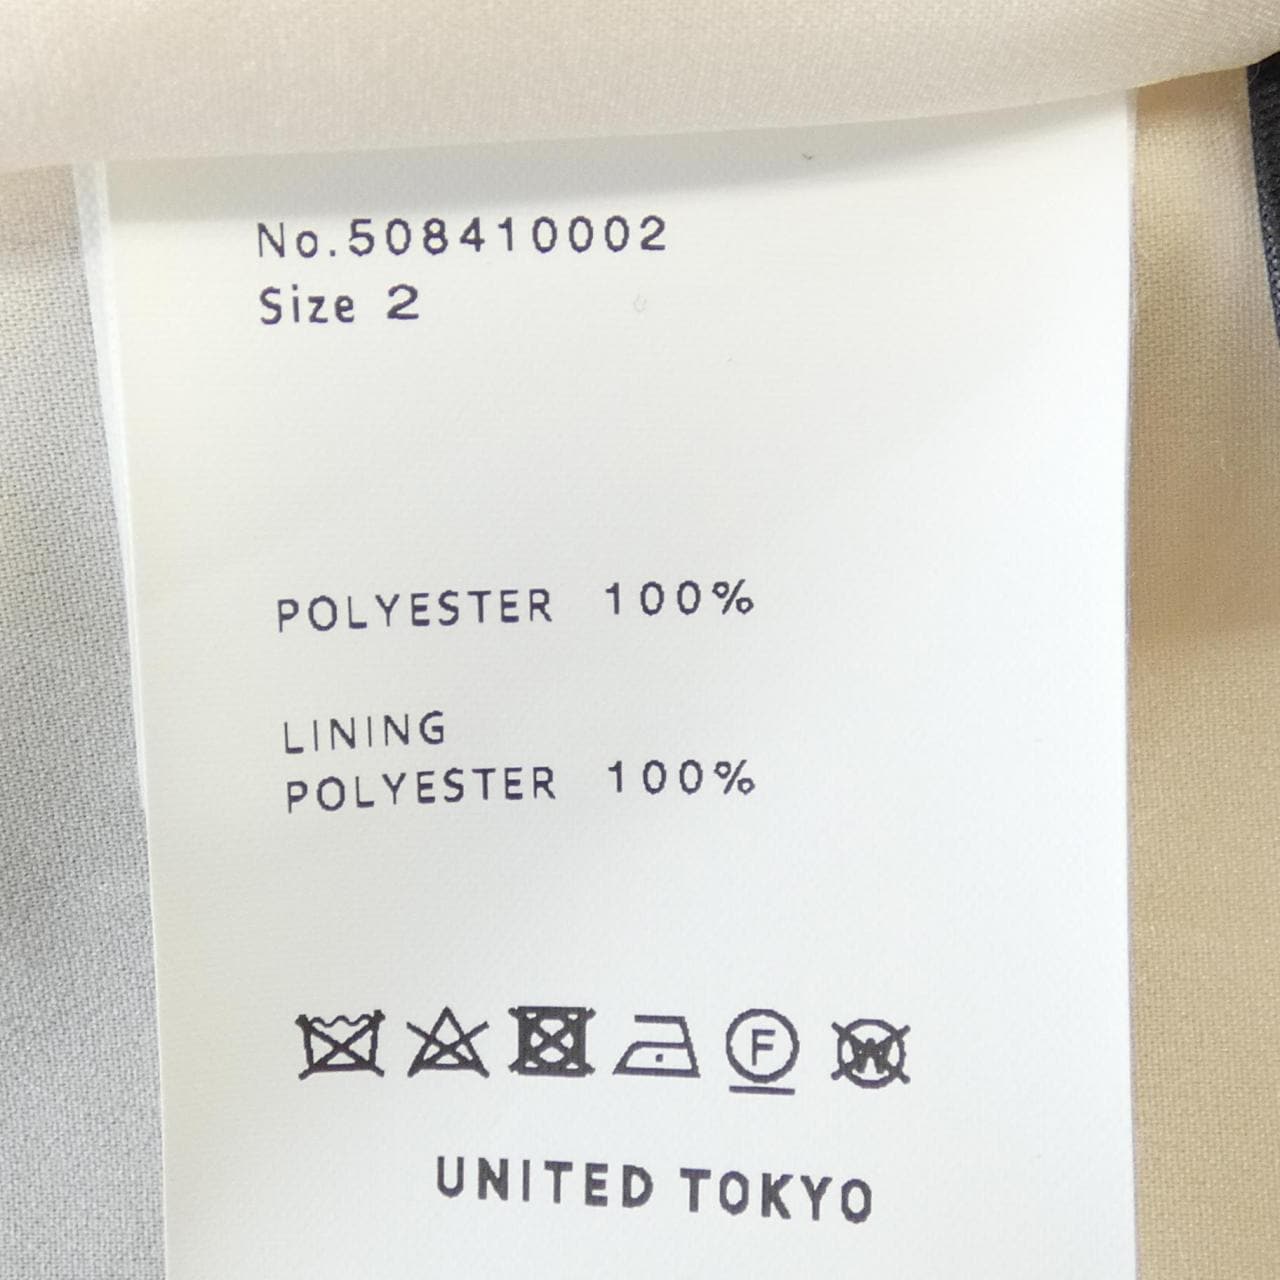 No.508410002
Size 2
POLYESTER 100%
LINING
POLYESTER 100%
F W
UNITED TOKYO